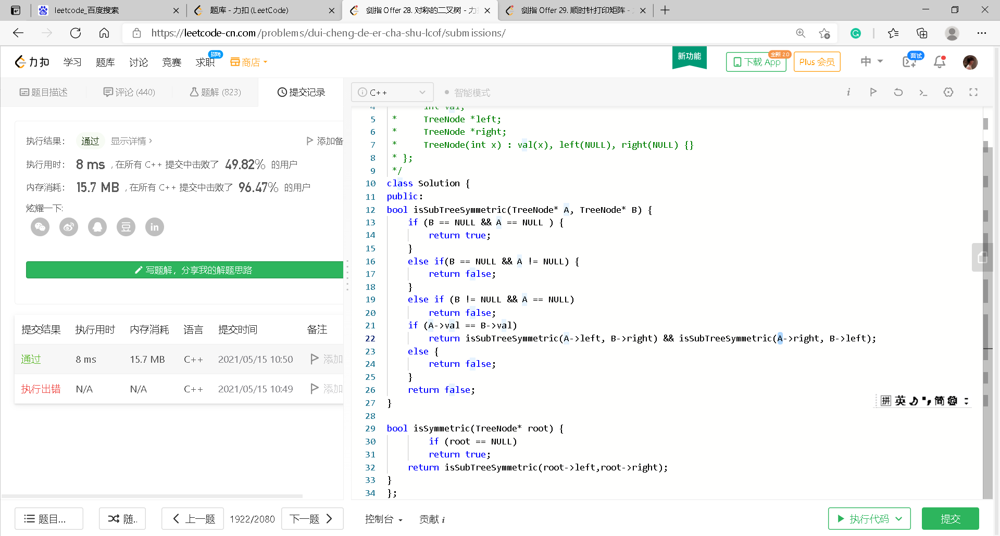 leetcode_百度搜索
题库 - 力扣 (LeetCode)
剑指 Offer 28. 对称的二叉树 - 力
剑指 Offer 29. 顺时针打印矩阵 -
https://leetcode-cn.com/problems/dui-cheng-de-er-cha-shu-lcof/submissions/
力扣 学习 题库 讨论 竞赛 求职 招聘 商店 新功能 下载 App 全新 2.0 Plus 会员 中 面试
题目描述 评论 (440) 题解 (823) 提交记录
C++ 智能模式
执行结果: 通过 显示详情 > 添加备
执行用时: 8 ms , 在所有 C++ 提交中击败了 49.82% 的用户
内存消耗: 15.7 MB , 在所有 C++ 提交中击败了 96.47% 的用户
炫耀一下:
豆 in
写题解, 分享我的解题思路
提交结果 执行用时 内存消耗 语言 提交时间 备注
通过 8 ms 15.7 MB C++ 2021/05/15 10:50 添加
执行出错 N/A N/A C++ 2021/05/15 10:49 添加
4 int val;
5 * TreeNode *left;
6 * TreeNode *right;
7 * TreeNode(int x) : val(x), left(NULL), right(NULL) {}
8 * };
9 */
10 class Solution {
11 public:
12 bool isSubTreeSymmetric(TreeNode* A, TreeNode* B) {
13 if (B == NULL && A == NULL ) {
14 return true;
15 }
16 else if(B == NULL && A != NULL) {
17 return false;
18 }
19 else if (B != NULL && A == NULL)
20 return false;
21 if (A->val == B->val)
22 return isSubTreeSymmetric(A->left, B->right) && isSubTreeSymmetric(A->right, B->left);
23 else {
24 return false;
25 }
26 return false;
27 }
28
29 bool isSymmetric(TreeNode* root) {
30 if (root == NULL)
31 return true;
32 return isSubTreeSymmetric(root->left,root->right);
33 }
34 };
拼 英 简
题目... 随.. 上一题 1922/2080 下一题 控制台 贡献 i 执行代码 提交